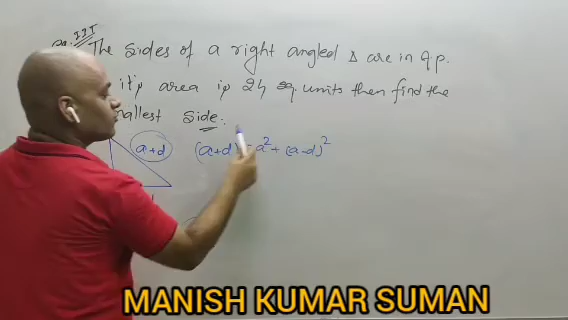 IIT
The sides of a right angled Δ are in A.P.
it's area is 24 sq. units then find the
smallest side:
a+d (a+d)² = a² + (a-d)²
MANISH KUMAR SUMAN